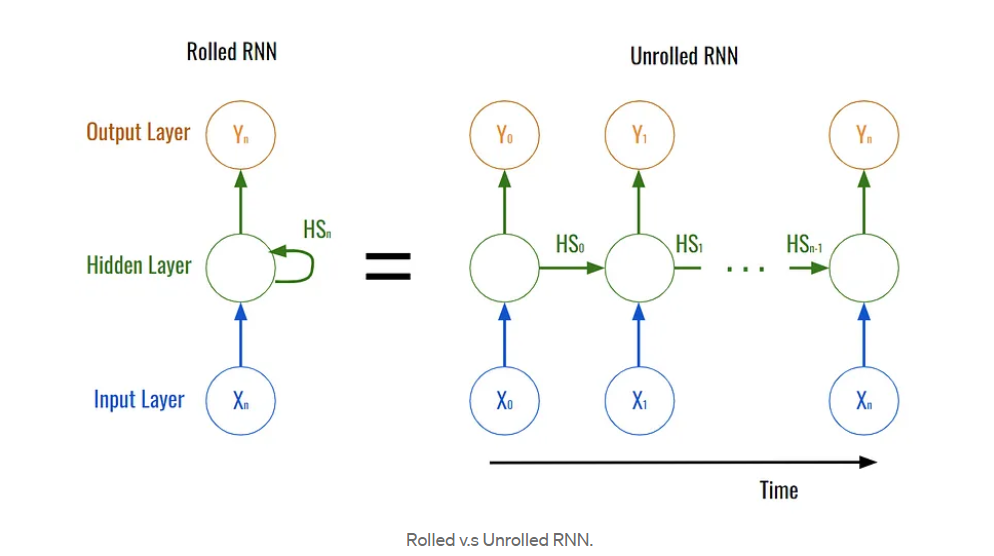 Rolled RNN
Unrolled RNN
Output Layer
Yₙ
Y₀
Y₁
Yₙ
HSₙ
HS₀
HS₁
HSₙ₋₁
Hidden Layer
=
. . .
Input Layer
Xₙ
X₀
X₁
Xₙ
Time
Rolled v.s Unrolled RNN.